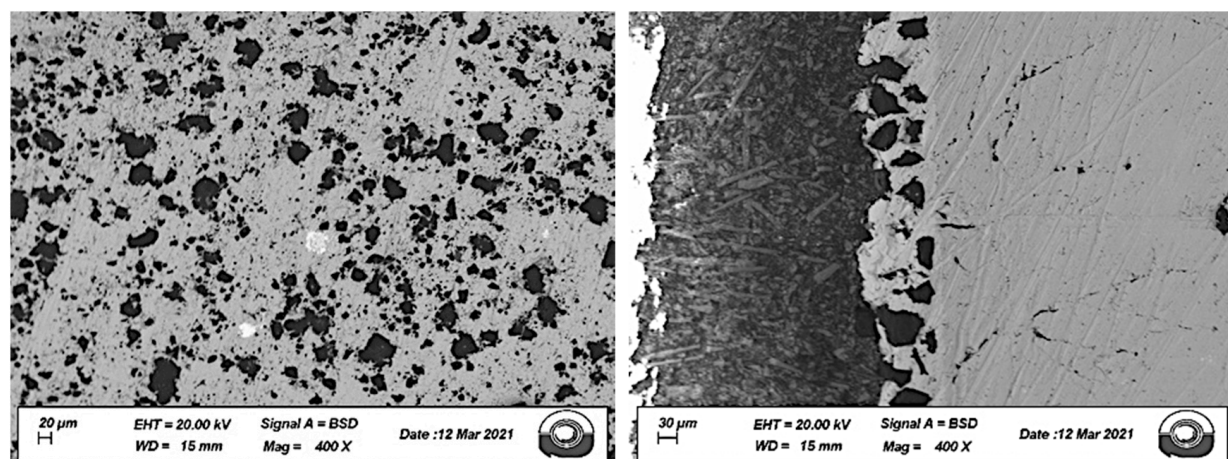 20 µm
EHT = 20.00 kV
Signal A = BSD
Date :12 Mar 2021
WD = 15 mm
Mag = 400 X
30 µm
EHT = 20.00 kV
Signal A = BSD
Date :12 Mar 2021
WD = 15 mm
Mag = 400 X